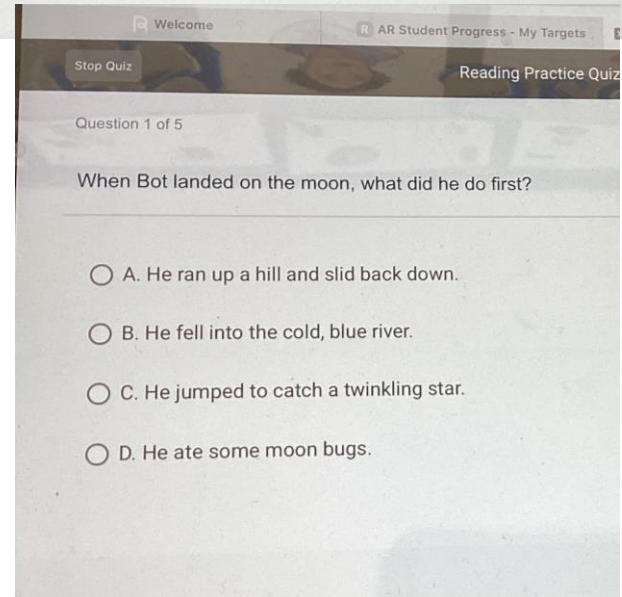 Welcome
R AR Student Progress - My Targets
Stop Quiz
Reading Practice Quiz
Question 1 of 5
When Bot landed on the moon, what did he do first?
A. He ran up a hill and slid back down.
B. He fell into the cold, blue river.
C. He jumped to catch a twinkling star.
D. He ate some moon bugs.